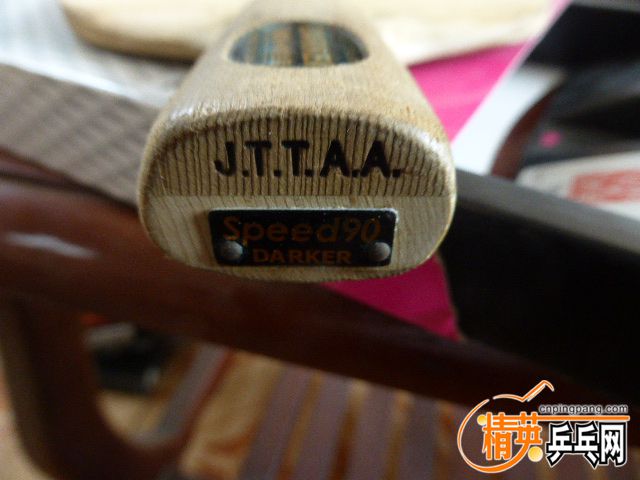 J.T.T.A.A.
Speed90
DARKER
cnpingpang.com
精英乒乓网